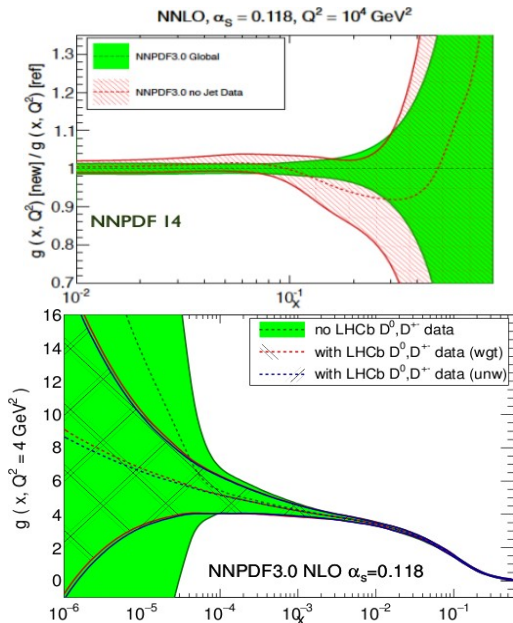 NNLO, αS = 0.118, Q² = 10⁴ GeV²
g ( x, Q²) [new] / g ( x, Q²) [ref]
1.3
1.2
1.1
1
0.9
0.8
0.7
NNPDF3.0 Global
NNPDF3.0 no Jet Data
NNPDF 14
10⁻²
10⁻¹
x
g ( x, Q² = 4 GeV²)
16
14
12
10
8
6
4
2
0
no LHCb D⁰,D⁺⁻ data
with LHCb D⁰,D⁺⁻ data (wgt)
with LHCb D⁰,D⁺⁻ data (unw)
NNPDF3.0 NLO αs=0.118
10⁻⁶
10⁻⁵
10⁻⁴
10⁻³
10⁻²
10⁻¹
x